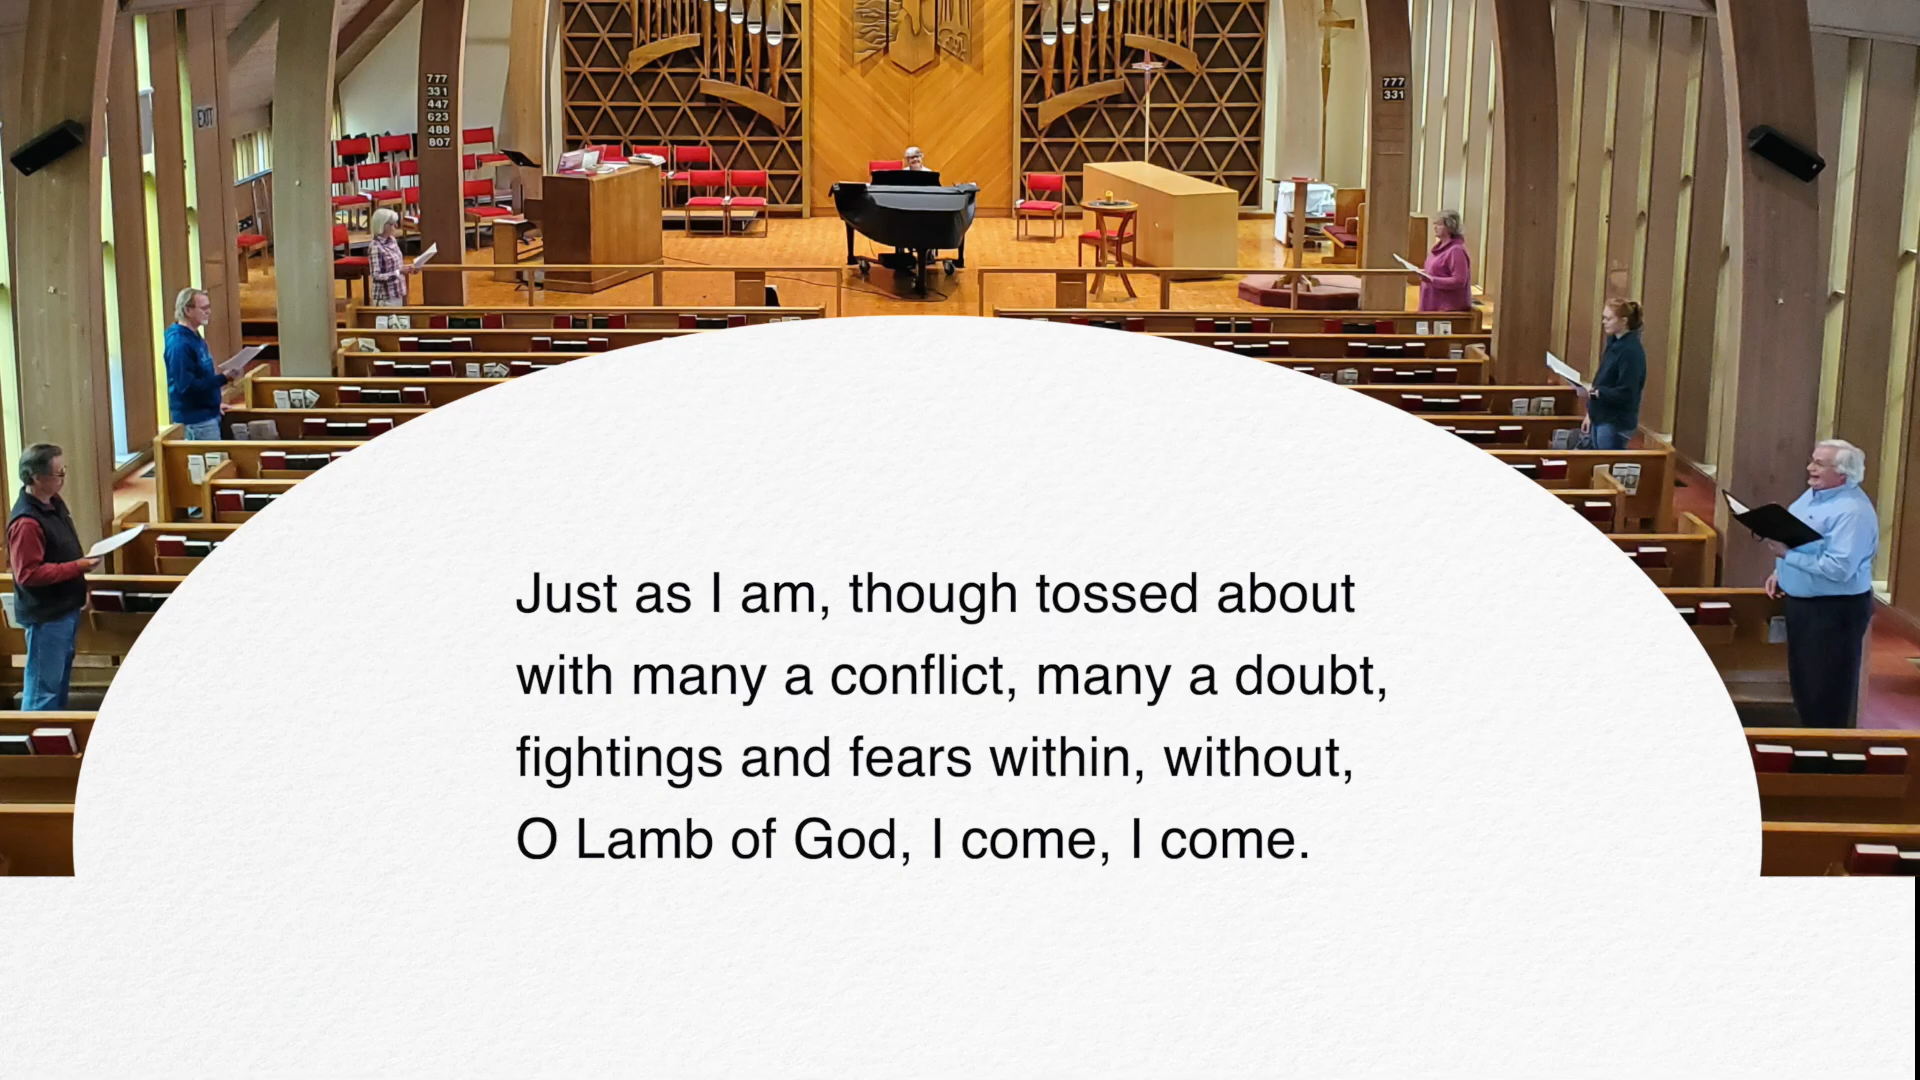 777
331
447
623
488
807
777
331
EXIT
Just as I am, though tossed about
with many a conflict, many a doubt,
fightings and fears within, without,
O Lamb of God, I come, I come.